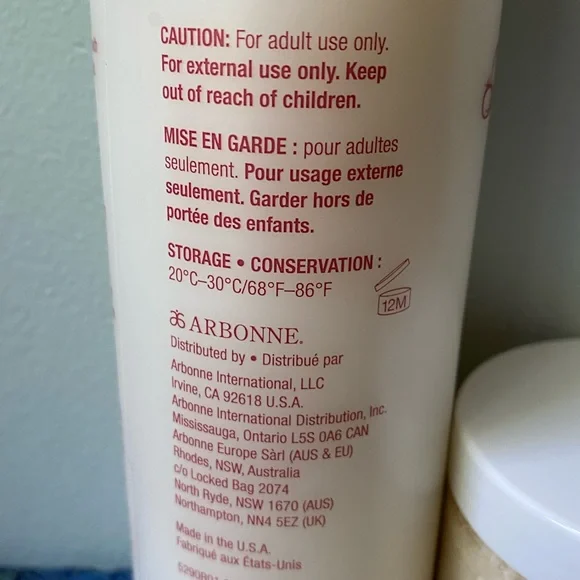 CAUTION: For adult use only.
For external use only. Keep
out of reach of children.
MISE EN GARDE : pour adultes
seulement. Pour usage externe
seulement. Garder hors de
portée des enfants.
STORAGE • CONSERVATION :
20°C–30°C/68°F–86°F
12M
ARBONNE.
Distributed by • Distribué par
Arbonne International, LLC
Irvine, CA 92618 U.S.A.
Arbonne International Distribution, Inc.
Mississauga, Ontario L5S 0A6 CAN
Arbonne Europe Sàrl (AUS & EU)
Rhodes, NSW, Australia
c/o Locked Bag 2074
North Ryde, NSW 1670 (AUS)
Northampton, NN4 5EZ (UK)
Made in the U.S.A.
Fabriqué aux États-Unis